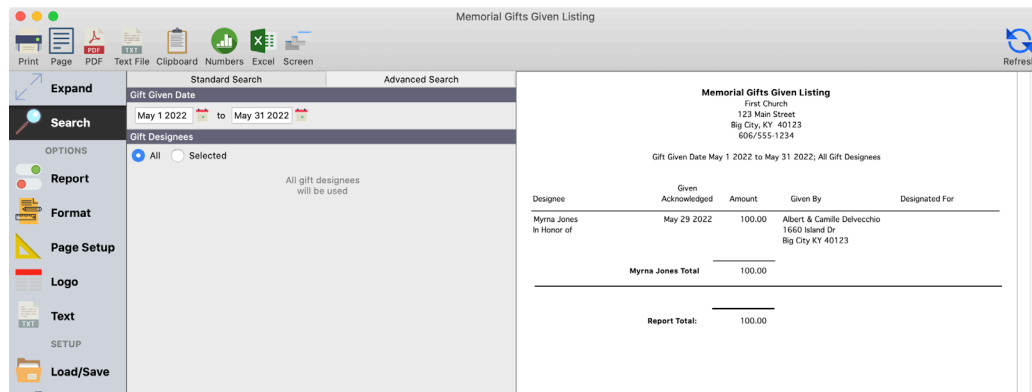 Memorial Gifts Given Listing
Print Page PDF Text File Clipboard Numbers Excel Screen Refresh
PDF
TXT
Expand
Search
OPTIONS
Report
Format
Page Setup
Logo
Text
TXT
SETUP
Load/Save
Standard Search Advanced Search
Gift Given Date
May 1 2022 to May 31 2022
Gift Designees
All Selected
All gift designees
will be used
Memorial Gifts Given Listing
First Church
123 Main Street
Big City, KY 40123
606/555-1234
Gift Given Date May 1 2022 to May 31 2022; All Gift Designees
Given
Designee Acknowledged Amount Given By Designated For
Myrna Jones May 29 2022 100.00 Albert & Camille Delvecchio
In Honor of 1660 Island Dr
Big City KY 40123
Myrna Jones Total 100.00
Report Total: 100.00